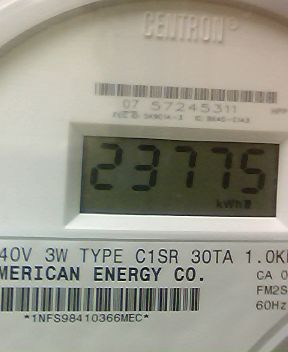 CENTRON®
07 57245311
23775
kWh
40V 3W TYPE C1SR 30TA 1.0K
MERICAN ENERGY CO.
CA 0
FM2S
60Hz
*1NFS98410366MEC*